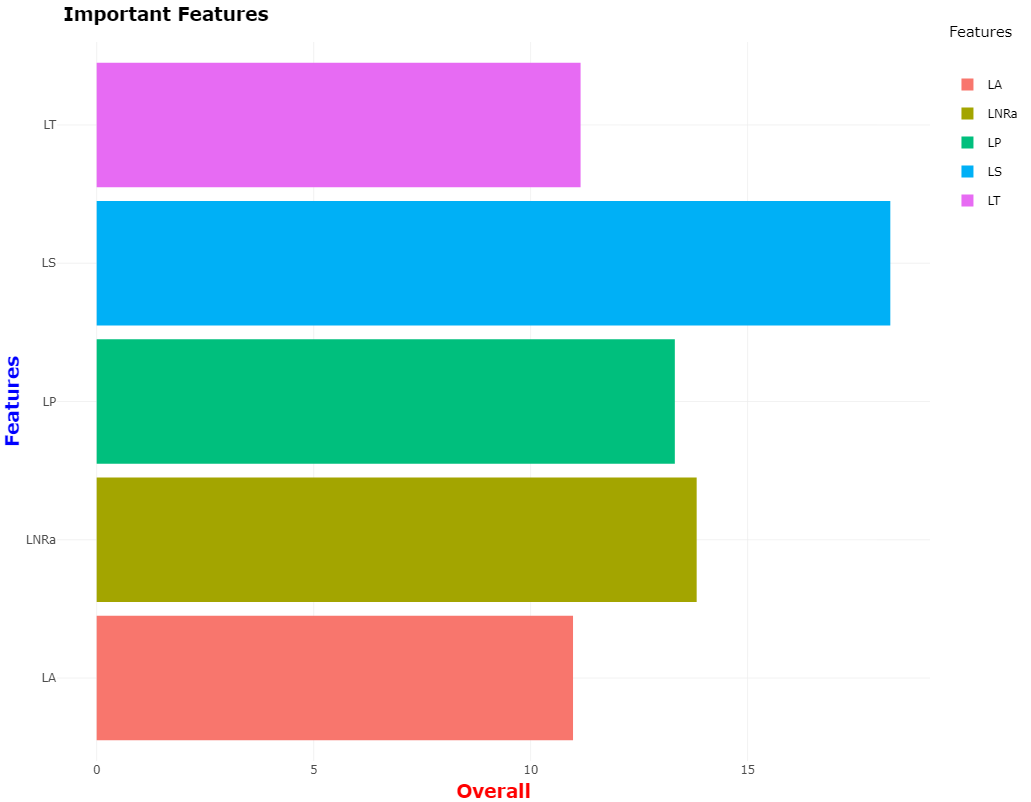 Important Features
Features
LA
LNRa
LP
LS
LT
LT
LS
LP
LNRa
LA
Features
0 5 10 15
Overall